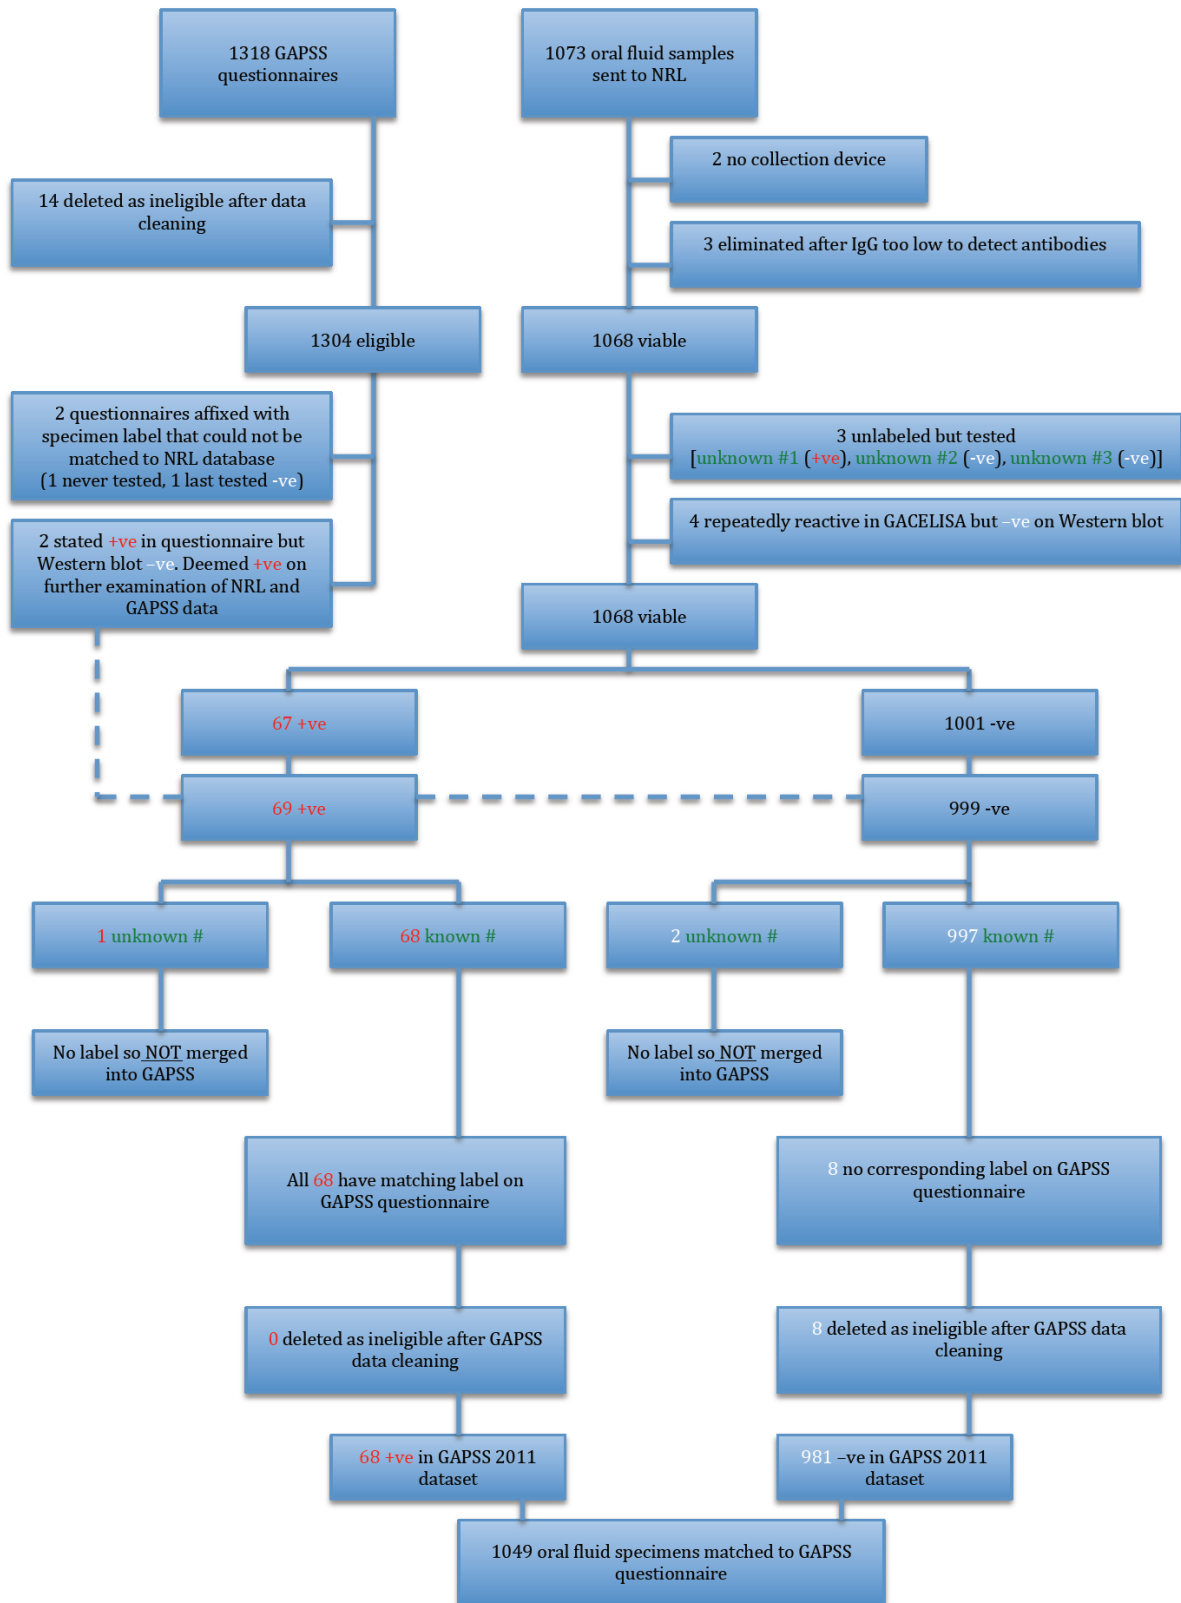 1318 GAPSS
questionnaires
1073 oral fluid samples
sent to NRL
2 no collection device
14 deleted as ineligible after data
cleaning
3 eliminated after IgG too low to detect antibodies
1304 eligible
1068 viable
2 questionnaires affixed with
specimen label that could not be
matched to NRL database
(1 never tested, 1 last tested -ve)
3 unlabeled but tested
[unknown #1 (+ve), unknown #2 (-ve), unknown #3 (-ve)]
4 repeatedly reactive in GACELISA but –ve on Western blot
2 stated +ve in questionnaire but
Western blot –ve. Deemed +ve on
further examination of NRL and
GAPSS data
1068 viable
67 +ve
1001 -ve
69 +ve
999 -ve
1 unknown #
68 known #
2 unknown #
997 known #
No label so NOT merged
into GAPSS
No label so NOT merged
into GAPSS
All 68 have matching label on
GAPSS questionnaire
8 no corresponding label on GAPSS
questionnaire
0 deleted as ineligible after GAPSS
data cleaning
8 deleted as ineligible after GAPSS data
cleaning
68 +ve in GAPSS 2011
dataset
981 –ve in GAPSS 2011
dataset
1049 oral fluid specimens matched to GAPSS
questionnaire